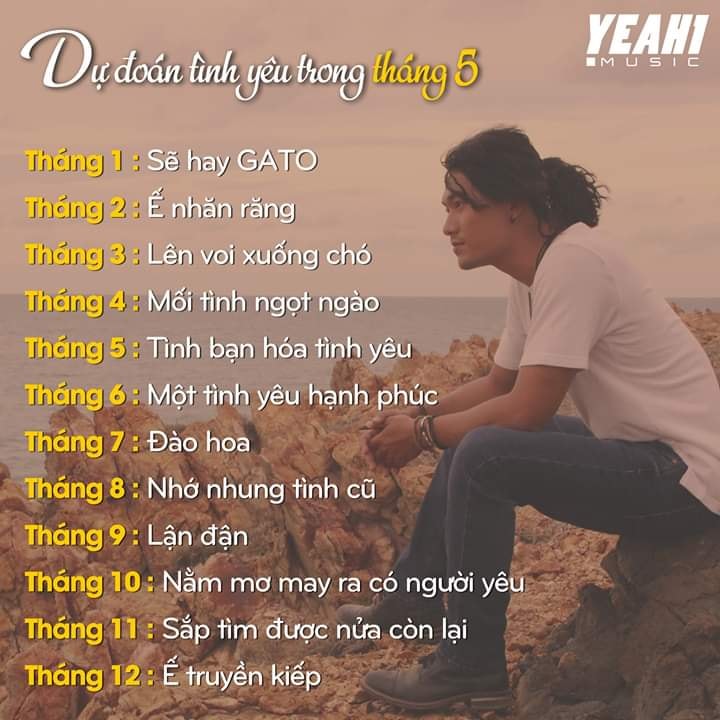 Dự đoán tình yêu trong tháng 5
YEAH1
MUSIC
Tháng 1 : Sẽ hay GATO
Tháng 2 : Ế nhăn răng
Tháng 3 : Lên voi xuống chó
Tháng 4 : Mối tình ngọt ngào
Tháng 5 : Tình bạn hóa tình yêu
Tháng 6 : Một tình yêu hạnh phúc
Tháng 7 : Đào hoa
Tháng 8 : Nhớ nhung tình cũ
Tháng 9 : Lận đận
Tháng 10 : Nằm mơ may ra có người yêu
Tháng 11 : Sắp tìm được nửa còn lại
Tháng 12 : Ế truyền kiếp